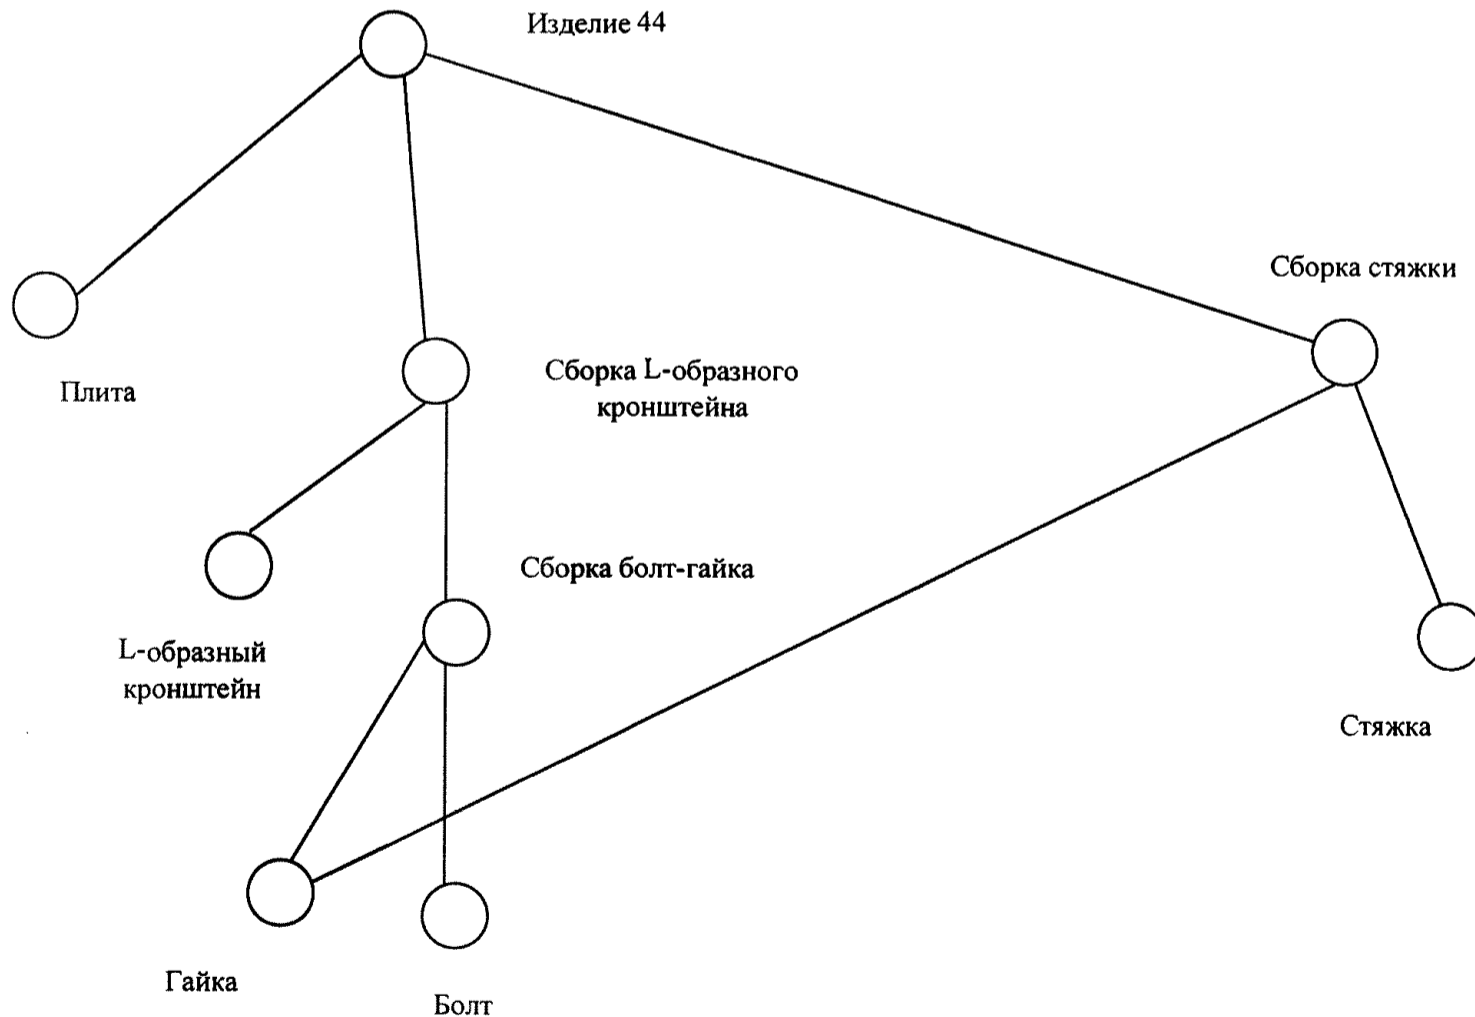 Изделие 44
Сборка стяжки
Плита
Сборка L-образного
кронштейна
Сборка болт-гайка
L-образный
кронштейн
Стяжка
Гайка
Болт